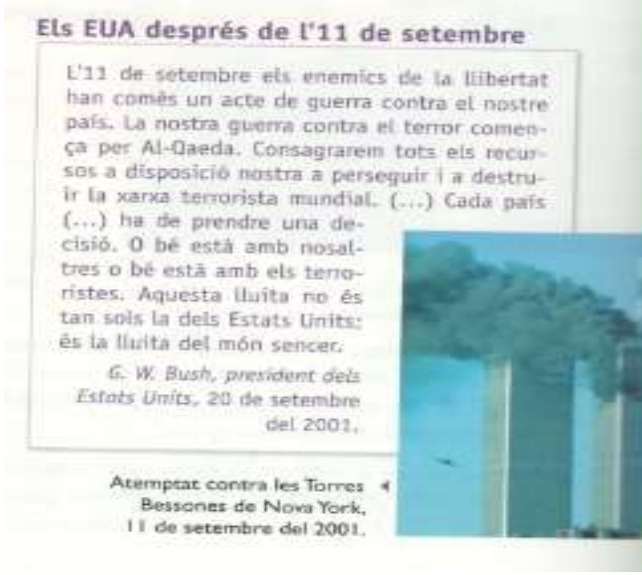 Els EUA després de l'11 de setembre
L'11 de setembre els enemics de la llibertat
han comès un acte de guerra contra el nostre
país. La nostra guerra contra el terror comen-
ça per Al-Qaeda. Consagrarem tots els recur-
sos a disposició nostra a perseguir i a destru-
ir la xarxa terrorista mundial. (...) Cada país
(...) ha de prendre una de-
cisió. O bé està amb nosal-
tres o bé està amb els terro-
ristes. Aquesta lluita no és
tan sols la dels Estats Units;
és la lluita del món sencer.
G. W. Bush, president dels
Estats Units, 20 de setembre
del 2001.
Atemptat contra les Torres
Bessones de Nova York,
11 de setembre del 2001.